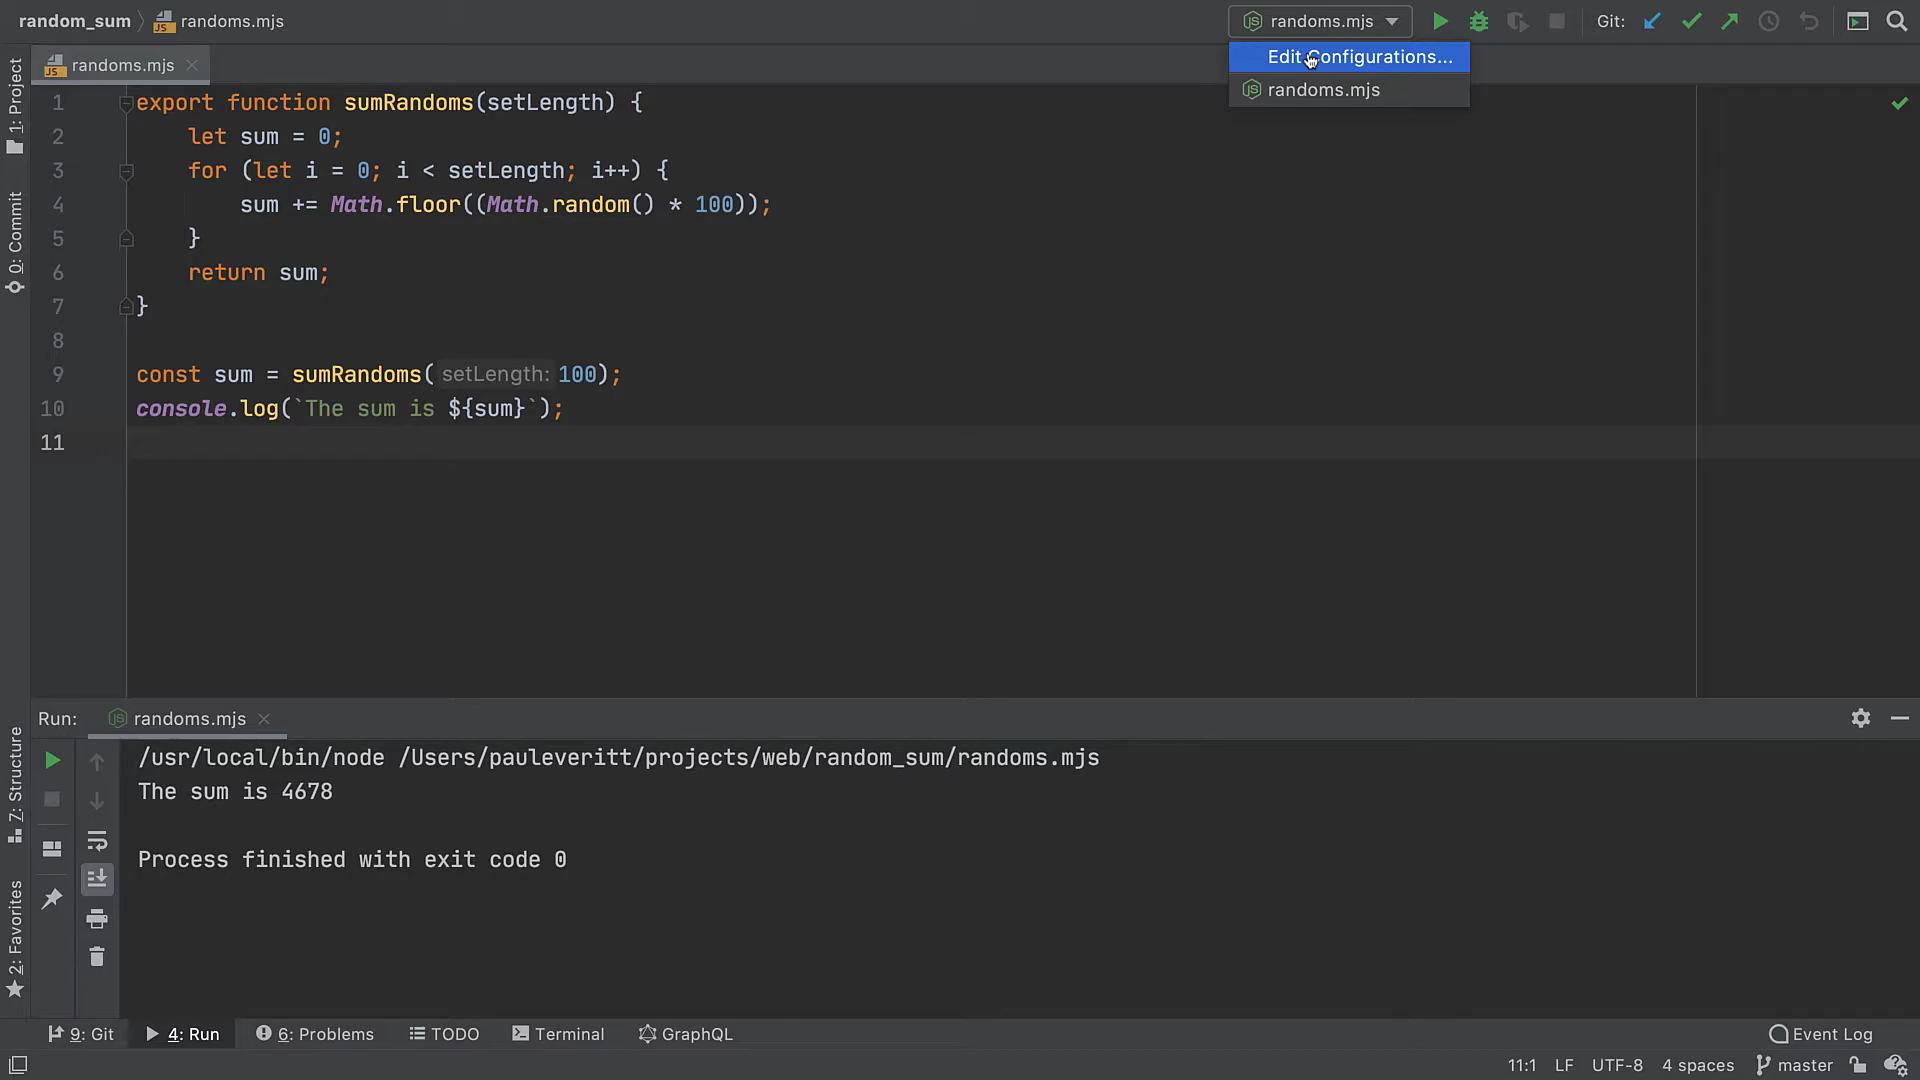 random_sum
randoms.mjs
randoms.mjs
Git:
Edit Configurations...
randoms.mjs
randoms.mjs
1: Project
0: Commit
7: Structure
2: Favorites
1 export function sumRandoms(setLength) {
2 let sum = 0;
3 for (let i = 0; i < setLength; i++) {
4 sum += Math.floor((Math.random() * 100));
5 }
6 return sum;
7 }
8
9 const sum = sumRandoms( setLength: 100);
10 console.log(`The sum is ${sum}`);
11
Run: randoms.mjs
/usr/local/bin/node /Users/pauleveritt/projects/web/random_sum/randoms.mjs
The sum is 4678
Process finished with exit code 0
9: Git 4: Run 6: Problems TODO Terminal GraphQL Event Log
11:1 LF UTF-8 4 spaces master